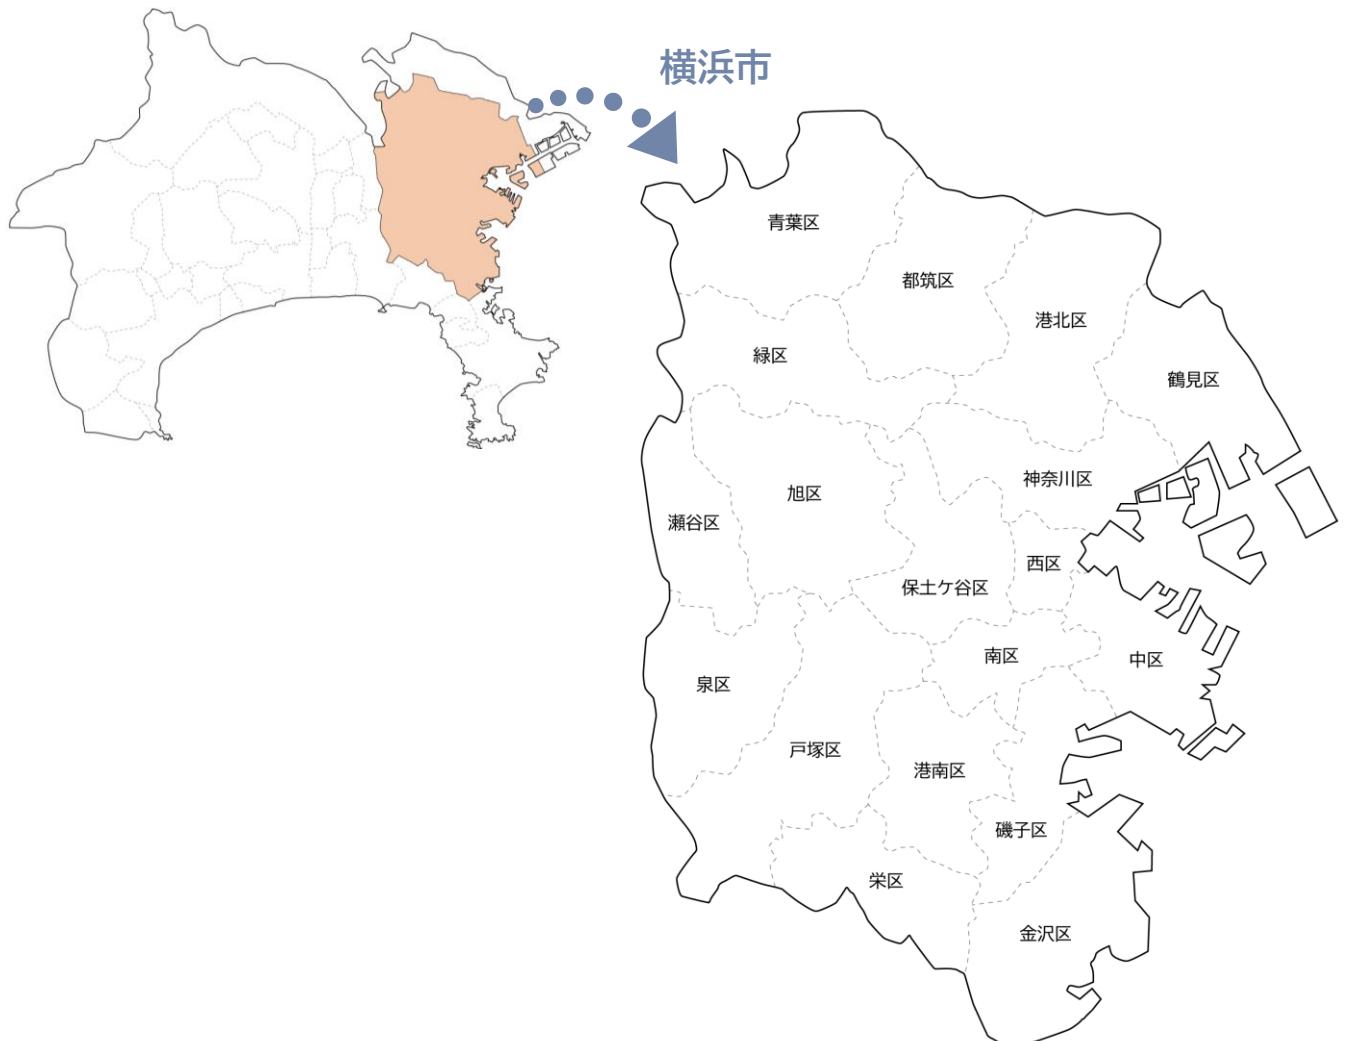 横浜市
青葉区
都筑区
港北区
緑区
鶴見区
神奈川区
旭区
瀬谷区
西区
保土ケ谷区
南区
中区
泉区
戸塚区
港南区
磯子区
栄区
金沢区